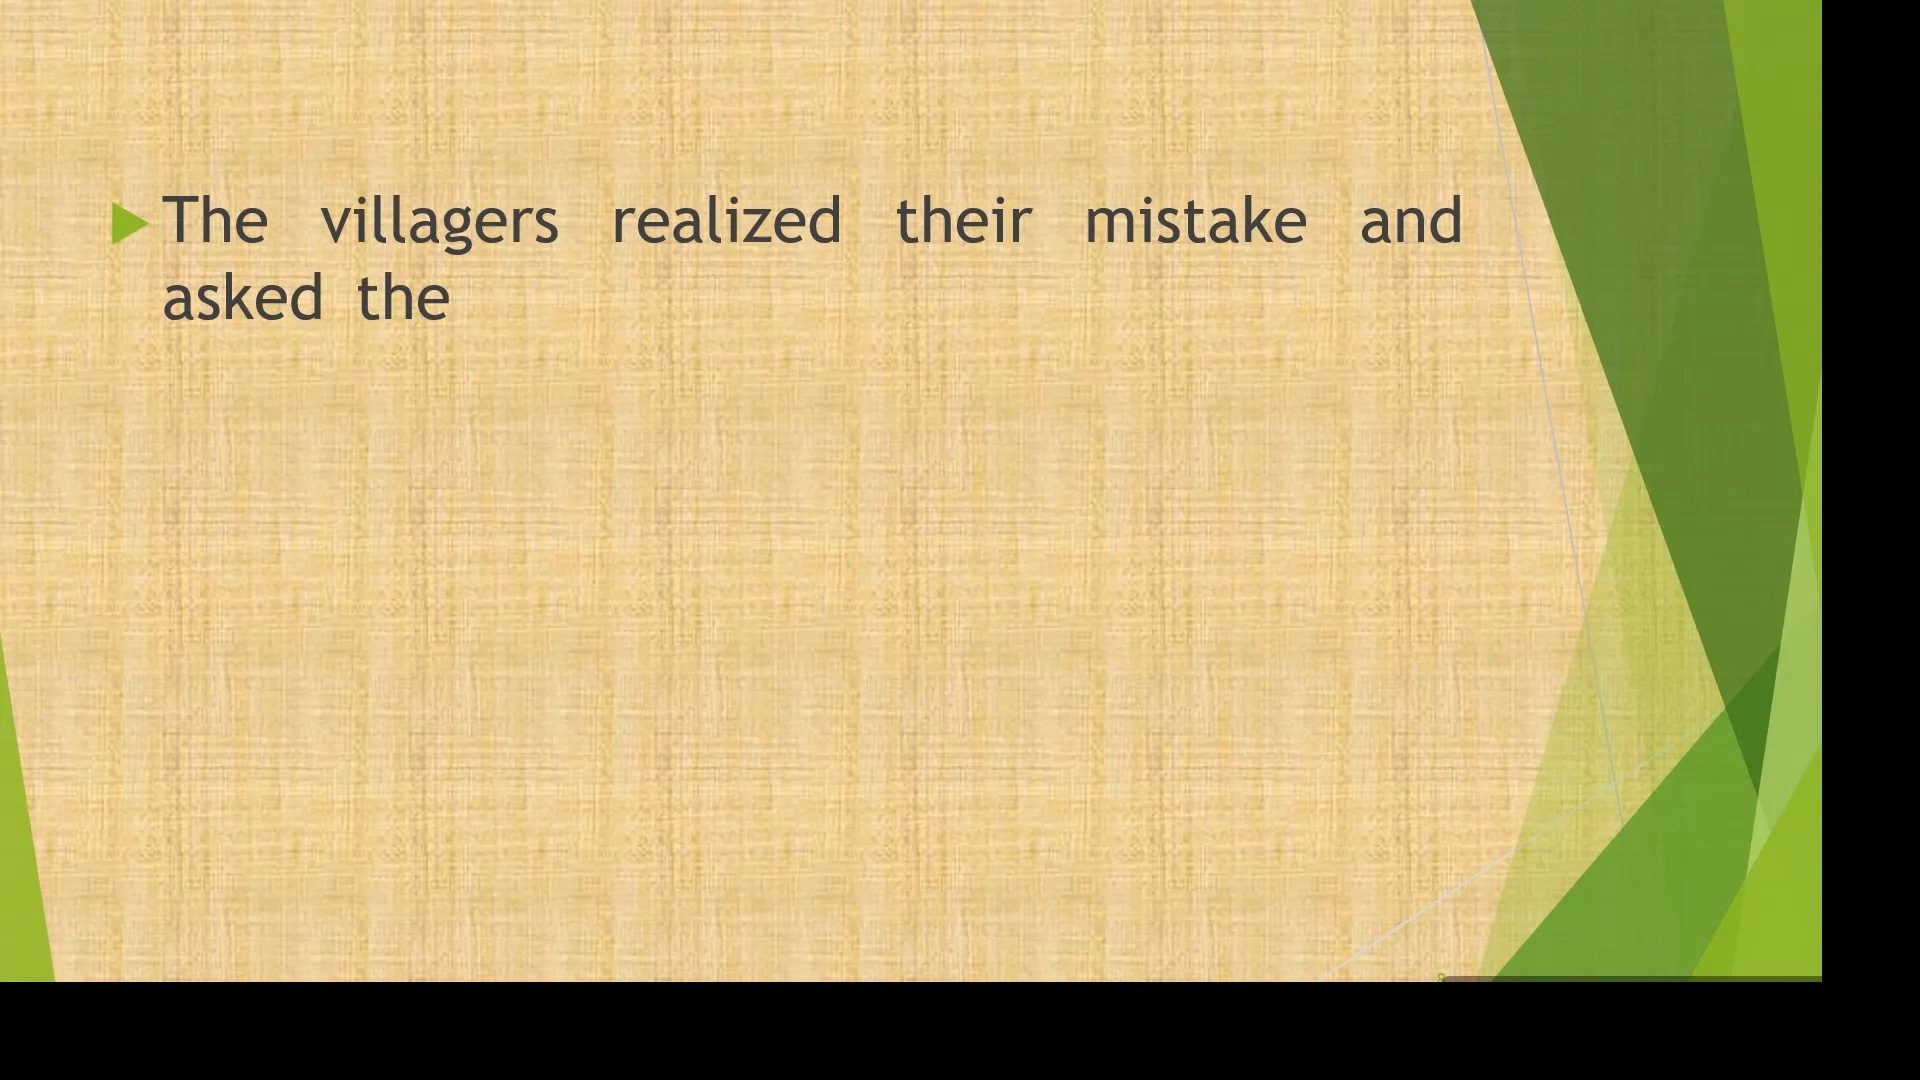 The villagers realized their mistake and
asked the